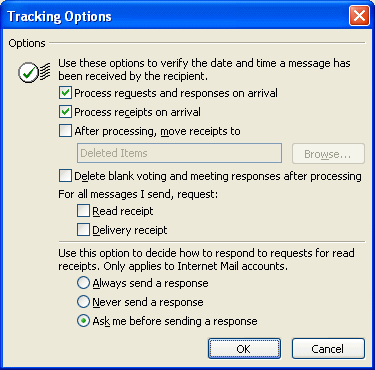 Tracking Options
Options
Use these options to verify the date and time a message has
been received by the recipient.
Process requests and responses on arrival
Process receipts on arrival
After processing, move receipts to
Deleted Items
Browse...
Delete blank voting and meeting responses after processing
For all messages I send, request:
Read receipt
Delivery receipt
Use this option to decide how to respond to requests for read
receipts. Only applies to Internet Mail accounts.
Always send a response
Never send a response
Ask me before sending a response
OK
Cancel